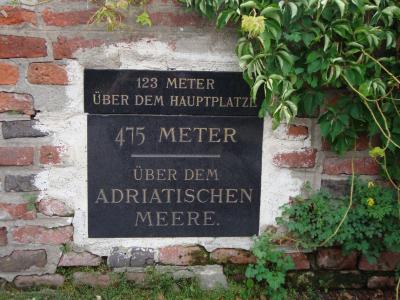 123 METER
ÜBER DEM HAUPTPLATZE
475 METER
ÜBER DEM
ADRIATISCHEN
MEERE.